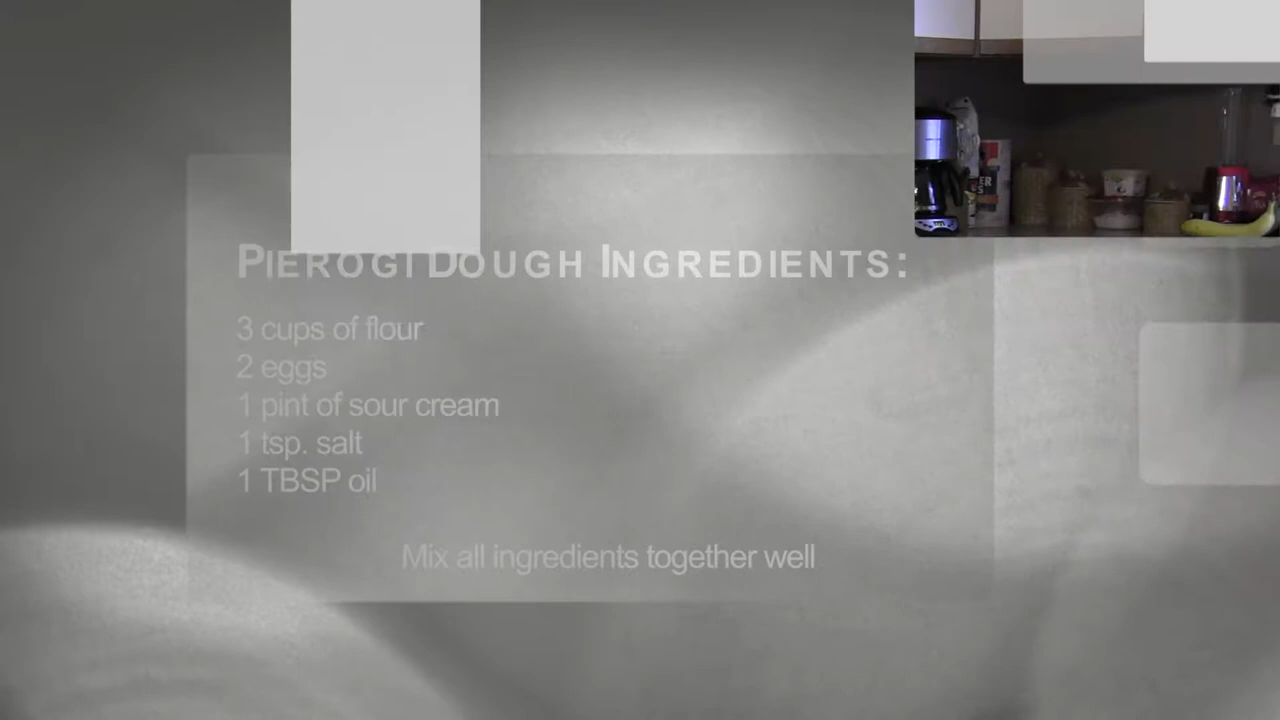 PIEROGI DOUGH INGREDIENTS:
3 cups of flour
2 eggs
1 pint of sour cream
1 tsp. salt
1 TBSP oil
Mix all ingredients together well